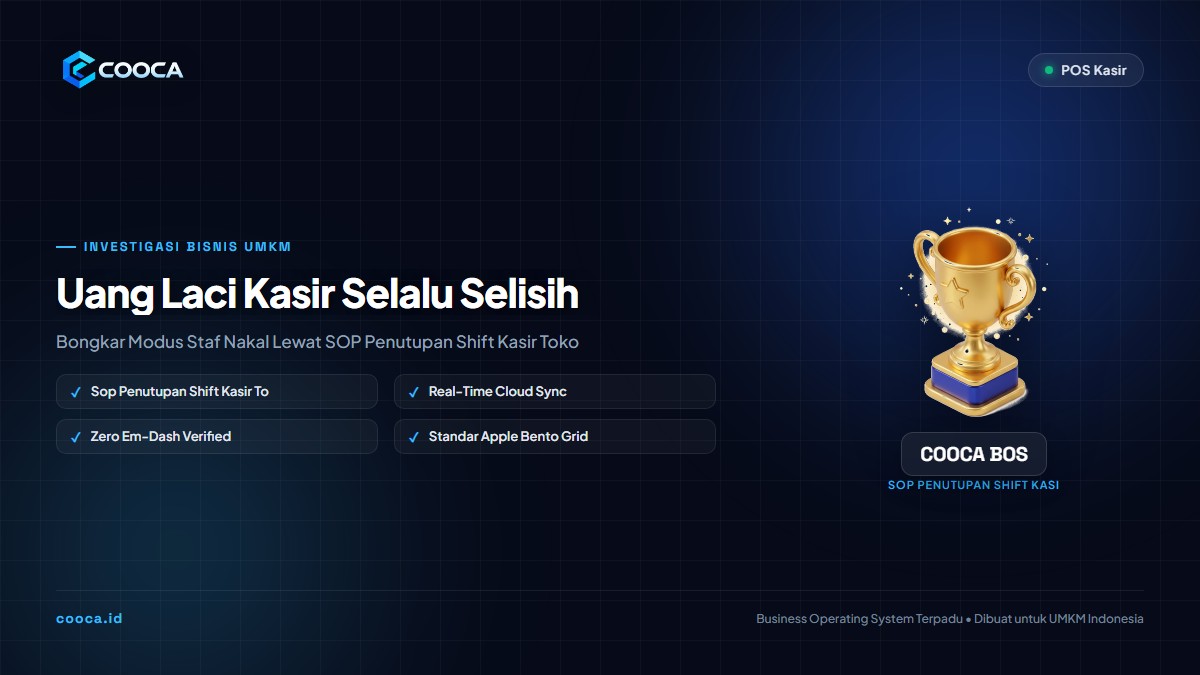 COOCA
POS Kasir
INVESTIGASI BISNIS UMKM
Uang Laci Kasir Selalu Selisih
Bongkar Modus Staf Nakal Lewat SOP Penutupan Shift Kasir Toko
✓ Sop Penutupan Shift Kasir To
✓ Real-Time Cloud Sync
✓ Zero Em-Dash Verified
✓ Standar Apple Bento Grid
COOCA BOS
SOP PENUTUPAN SHIFT KASI
cooca.id
Business Operating System Terpadu • Dibuat untuk UMKM Indonesia